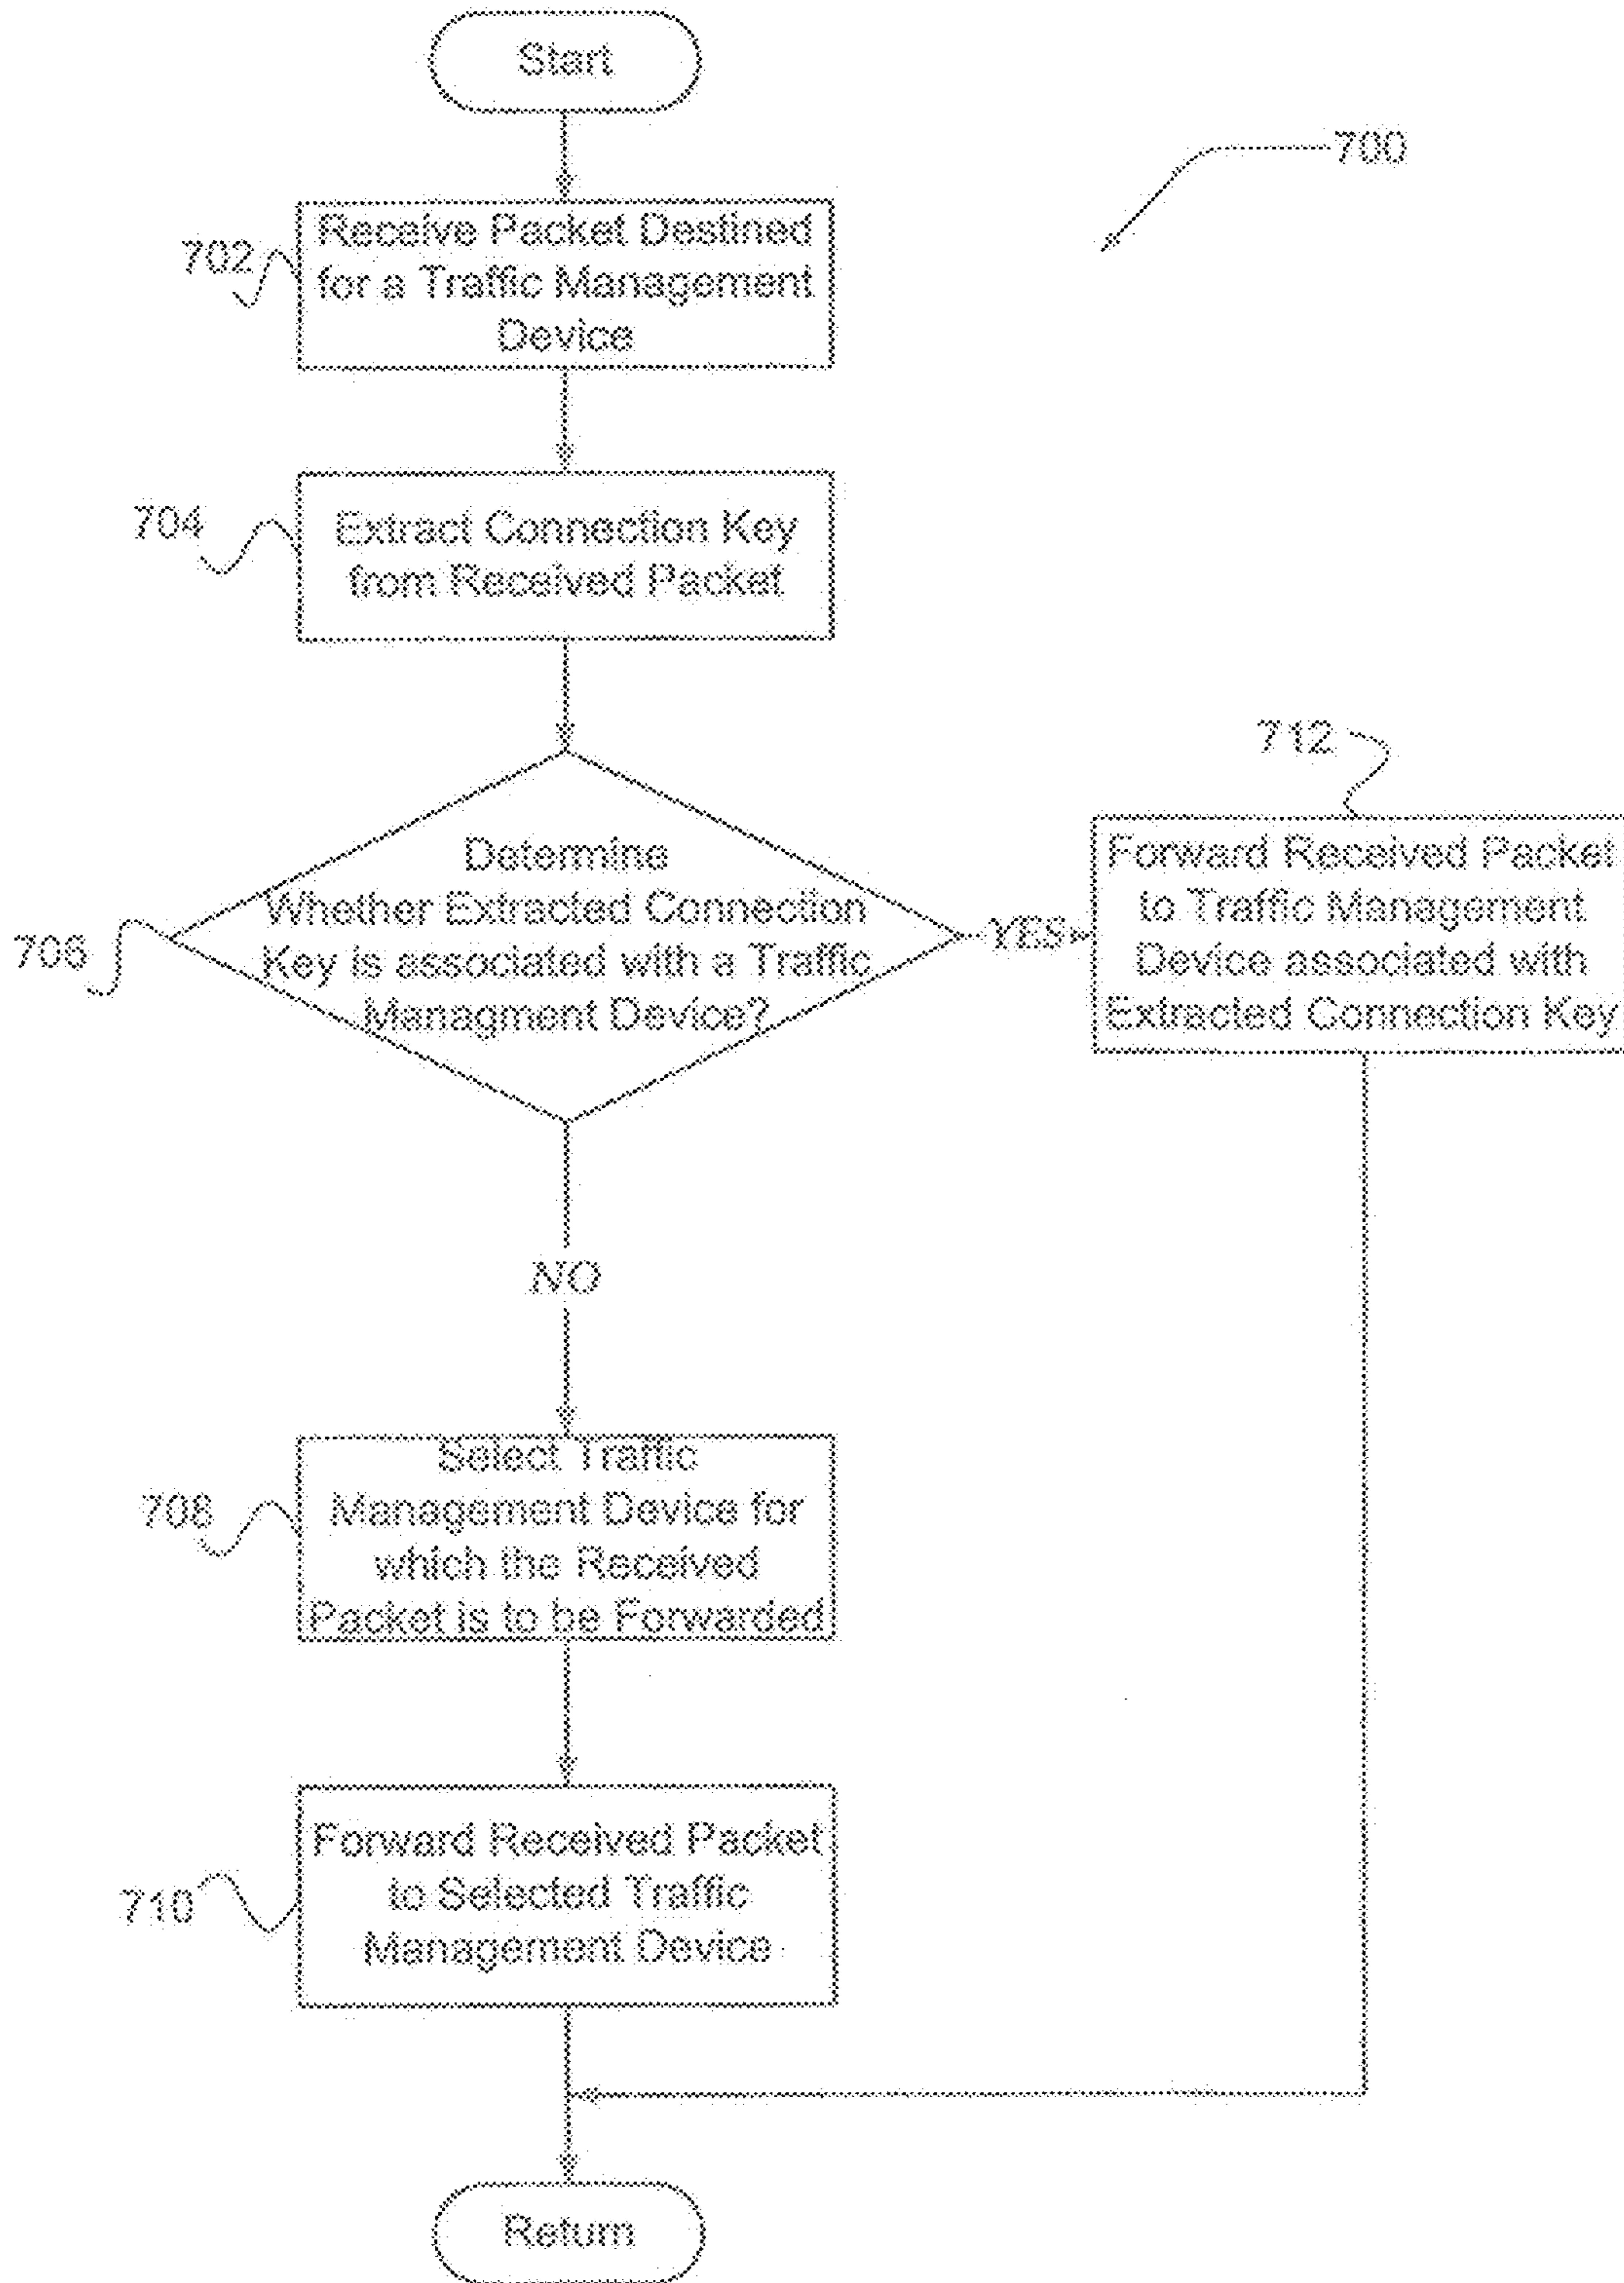 Start
700
702
Receive Packet Destined
for a Traffic Management
Device
704
Extract Connection Key
from Received Packet
706
Determine
Whether Extracted Connection
Key is associated with a Traffic
Managment Device?
YES
712
Forward Received Packet
to Traffic Management
Device associated with
Extracted Connection Key
NO
708
Select Traffic
Management Device for
which the Received
Packet is to be Forwarded
710
Forward Received Packet
to Selected Traffic
Management Device
Return